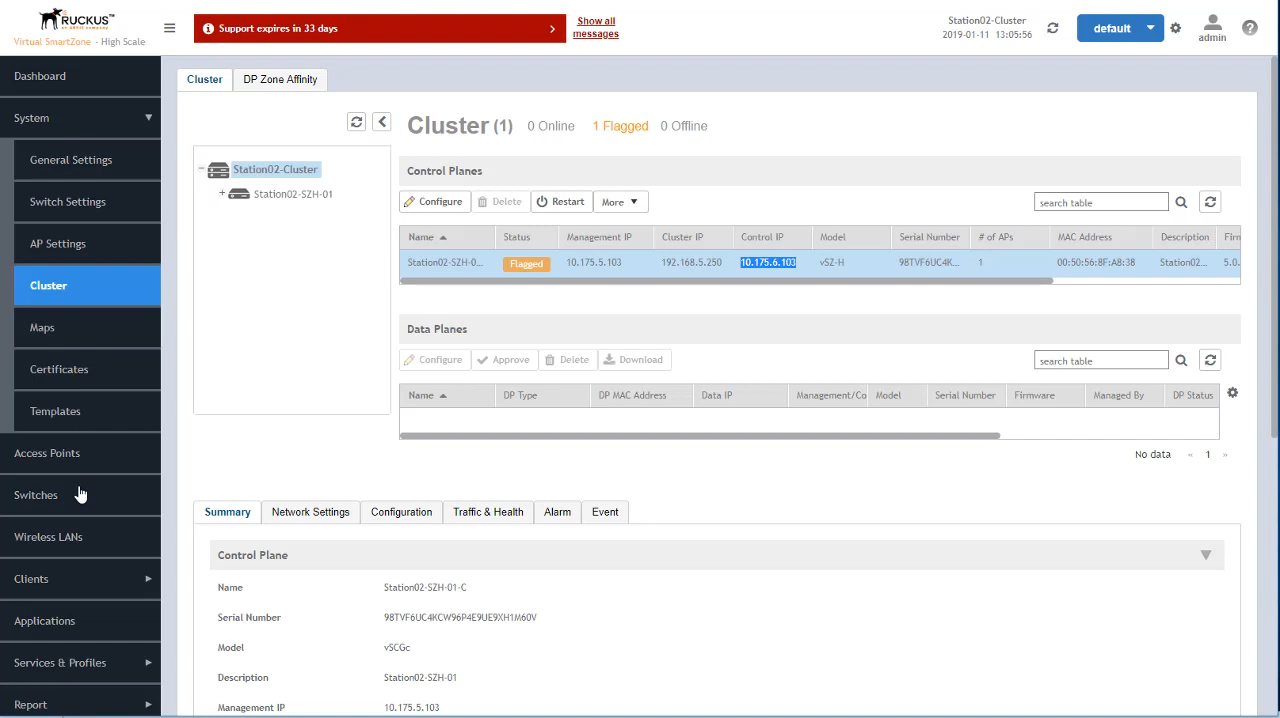 RUCKUS™
an ARRIS company
Virtual SmartZone - High Scale
Support expires in 33 days
Show all
messages
Station02-Cluster
2019-01-11 13:05:56
default
admin
Dashboard
System
General Settings
Switch Settings
AP Settings
Cluster
Maps
Certificates
Templates
Access Points
Switches
Wireless LANs
Clients
Applications
Services & Profiles
Report
Cluster DP Zone Affinity
Cluster (1) 0 Online 1 Flagged 0 Offline
Station02-Cluster
Station02-SZH-01
Control Planes
Configure Delete Restart More search table
Name Status Management IP Cluster IP Control IP Model Serial Number # of APs MAC Address Description Firn
Station02-SZH-0... Flagged 10.175.5.103 192.168.5.250 10.175.6.103 vSZ-H 98TVF6UC4K... 1 00:50:56:8F:A8:38 Station02... 5.0.
Data Planes
Configure Approve Delete Download search table
Name DP Type DP MAC Address Data IP Management/Co Model Serial Number Firmware Managed By DP Status
No data « 1 »
Summary Network Settings Configuration Traffic & Health Alarm Event
Control Plane
Name Station02-SZH-01-C
Serial Number 98TVF6UC4KCW96P4E9UE9XH1M60V
Model vSCGc
Description Station02-SZH-01
Management IP 10.175.5.103